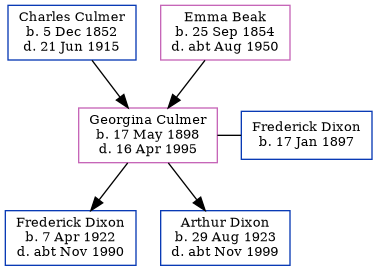 Charles Culmer
b. 5 Dec 1852
d. 21 Jun 1915
Emma Beak
b. 25 Sep 1854
d. abt Aug 1950
Georgina Culmer
b. 17 May 1898
d. 16 Apr 1995
Frederick Dixon
b. 17 Jan 1897
Frederick Dixon
b. 7 Apr 1922
d. abt Nov 1990
Arthur Dixon
b. 29 Aug 1923
d. abt Nov 1999